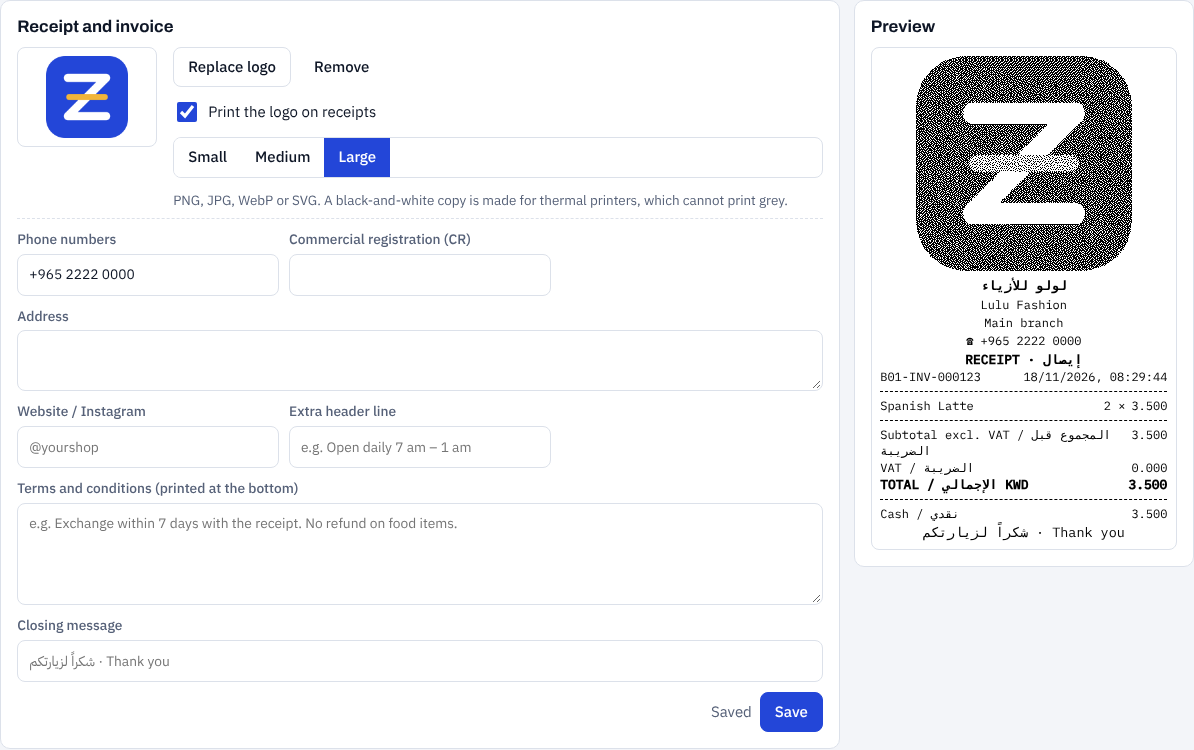 Receipt and invoice
Replace logo
Remove
Print the logo on receipts
Small
Medium
Large
PNG, JPG, WebP or SVG. A black-and-white copy is made for thermal printers, which cannot print grey.
Phone numbers
Commercial registration (CR)
+965 2222 0000
Address
Website / Instagram
Extra header line
@yourshop
e.g. Open daily 7 am – 1 am
Terms and conditions (printed at the bottom)
e.g. Exchange within 7 days with the receipt. No refund on food items.
Closing message
شكراً لزيارتكم · Thank you
Saved
Save
Preview
لولو للأزياء
Lulu Fashion
Main branch
☎ +965 2222 0000
RECEIPT · إيصال
B01-INV-000123 18/11/2026, 08:29:44
Spanish Latte 2 × 3.500
Subtotal excl. VAT / المجموع قبل 3.500
الضريبة
VAT / الضريبة 0.000
TOTAL / الإجمالي KWD 3.500
Cash / نقدي 3.500
شكراً لزيارتكم · Thank you